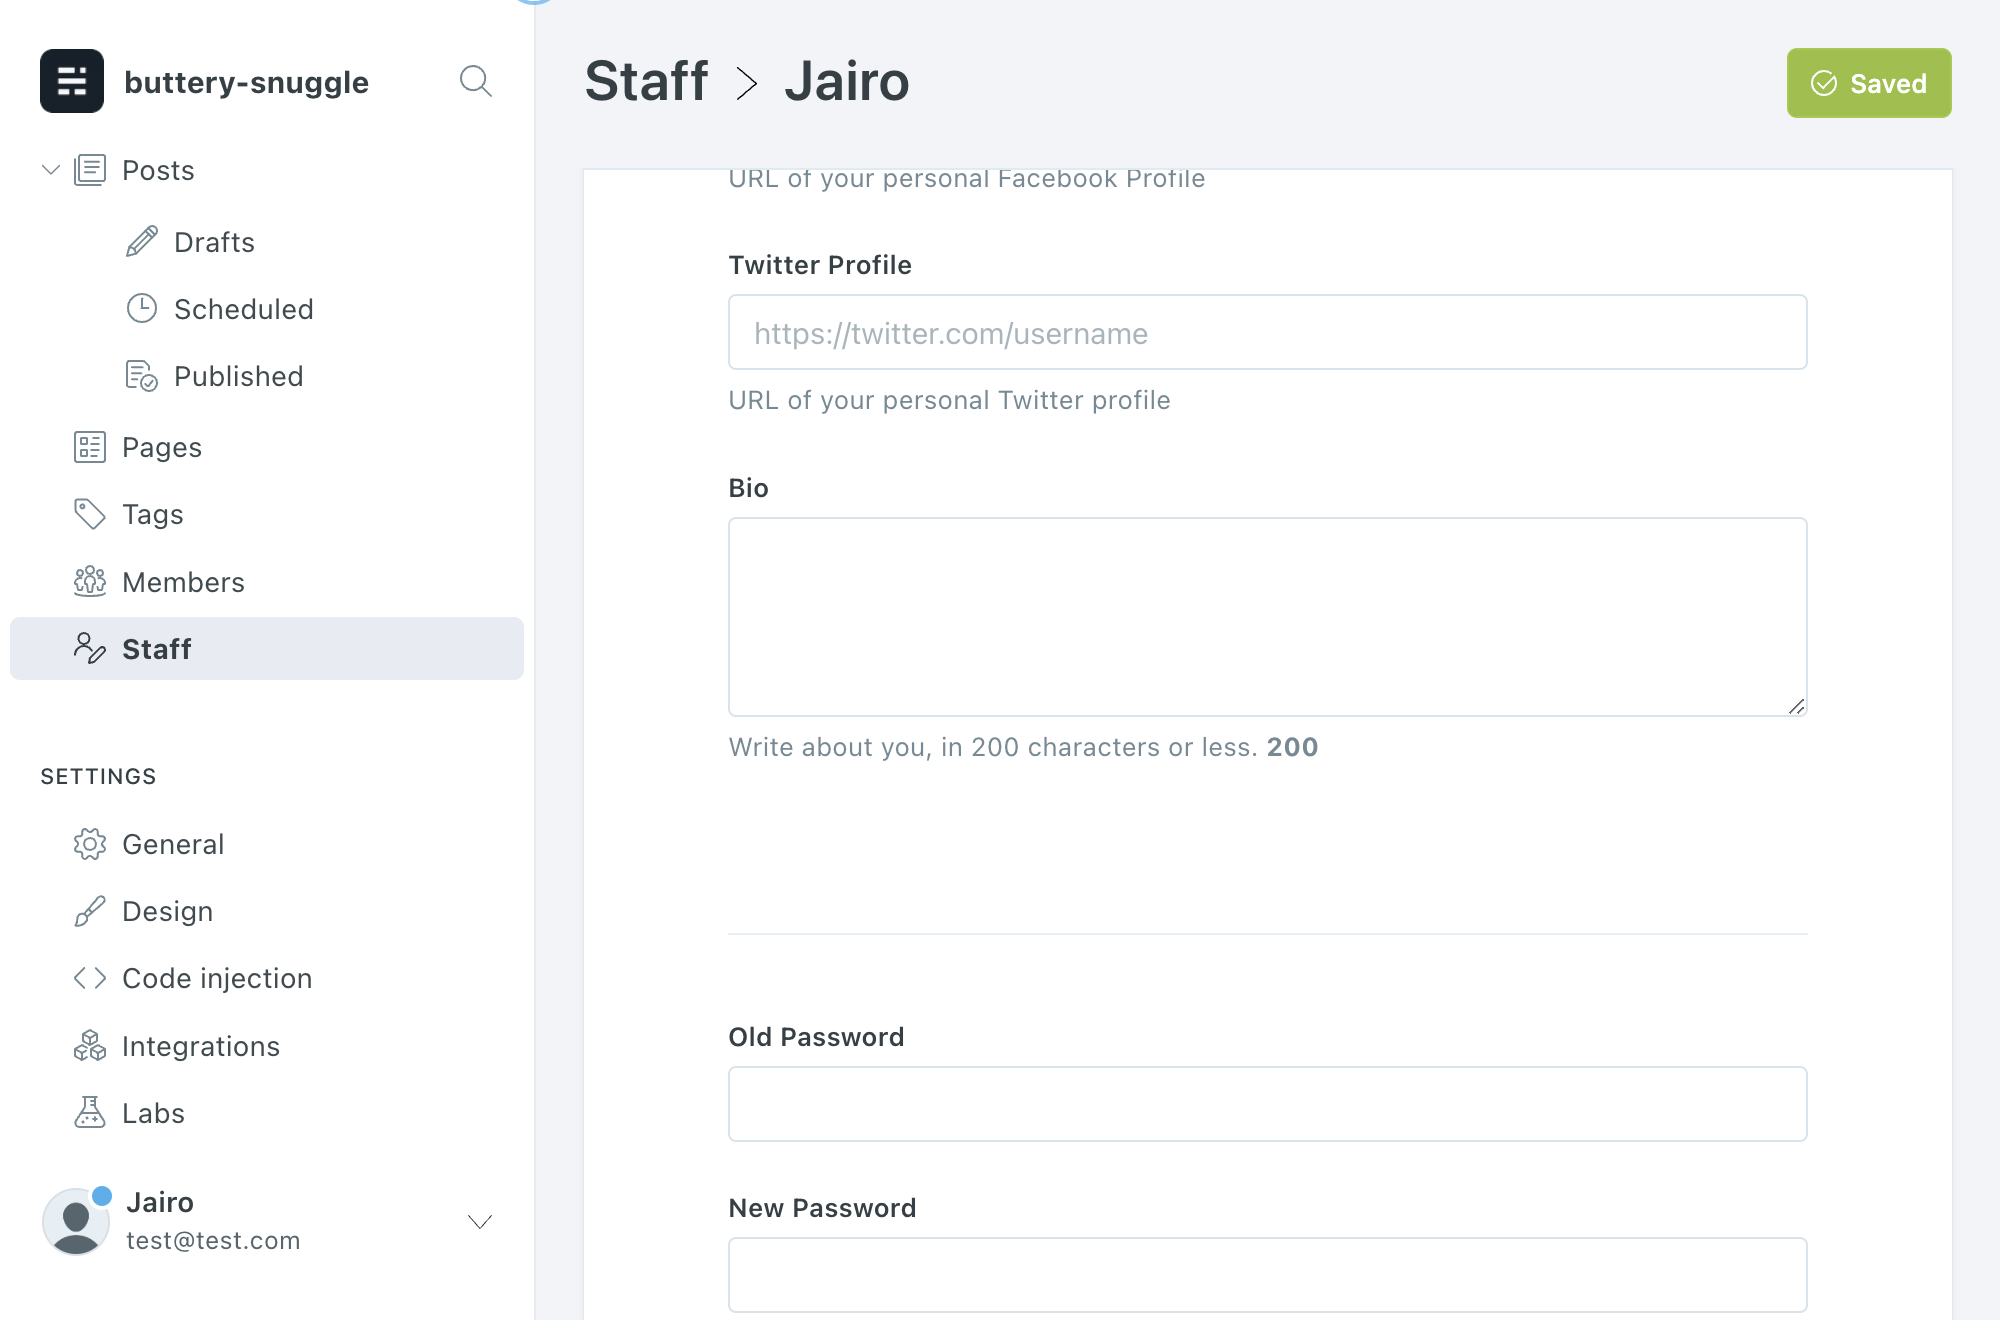 buttery-snuggle
Posts
Drafts
Scheduled
Published
Pages
Tags
Members
Staff
SETTINGS
General
Design
Code injection
Integrations
Labs
Jairo
test@test.com
Staff > Jairo
Saved
URL of your personal Facebook Profile
Twitter Profile
https://twitter.com/username
URL of your personal Twitter profile
Bio
Write about you, in 200 characters or less. 200
Old Password
New Password